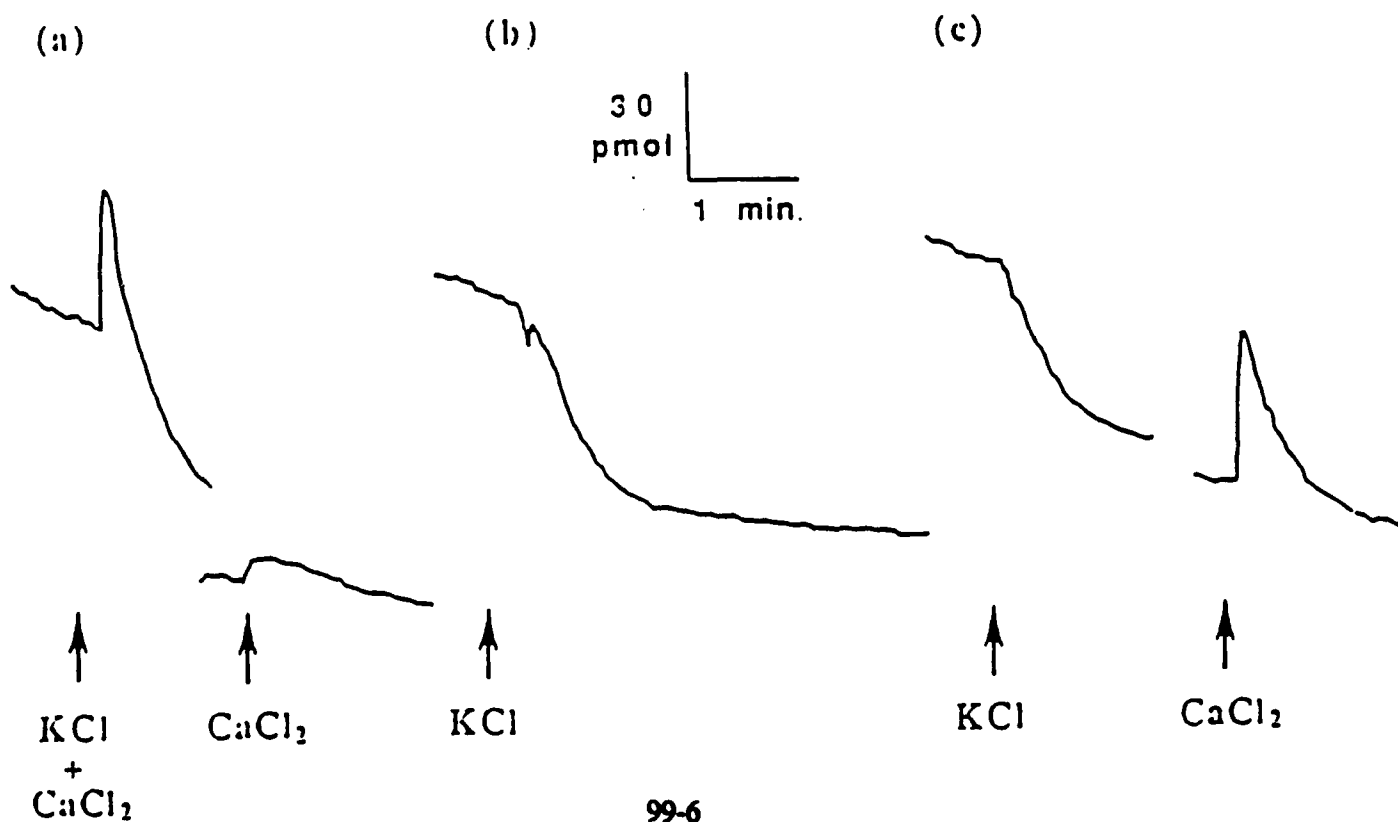 (a)
(b)
(c)
30
pmol
1 min.
KCl
+
CaCl₂
CaCl₂
KCl
KCl
CaCl₂
99-6